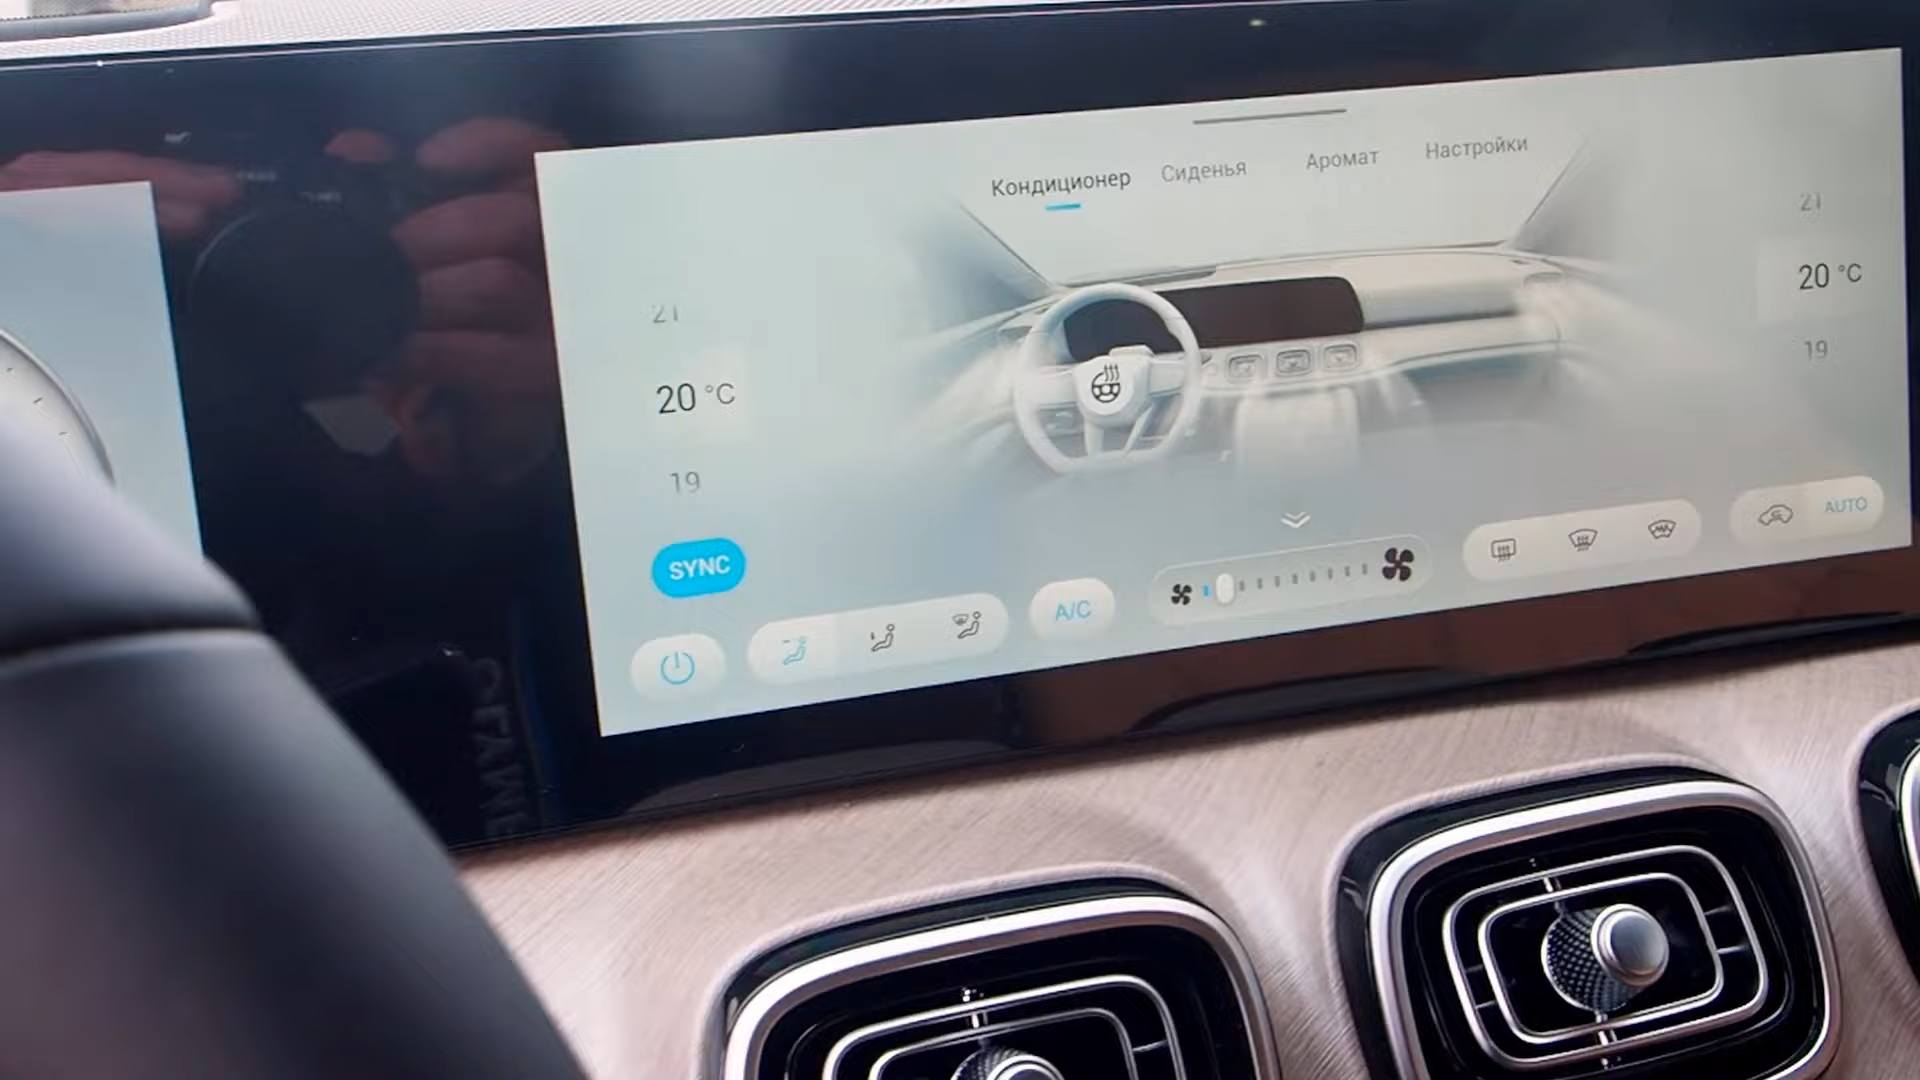 Кондиционер Сиденья Аромат Настройки
21
20 °C
19
21
20 °C
19
SYNC
A/C
AUTO